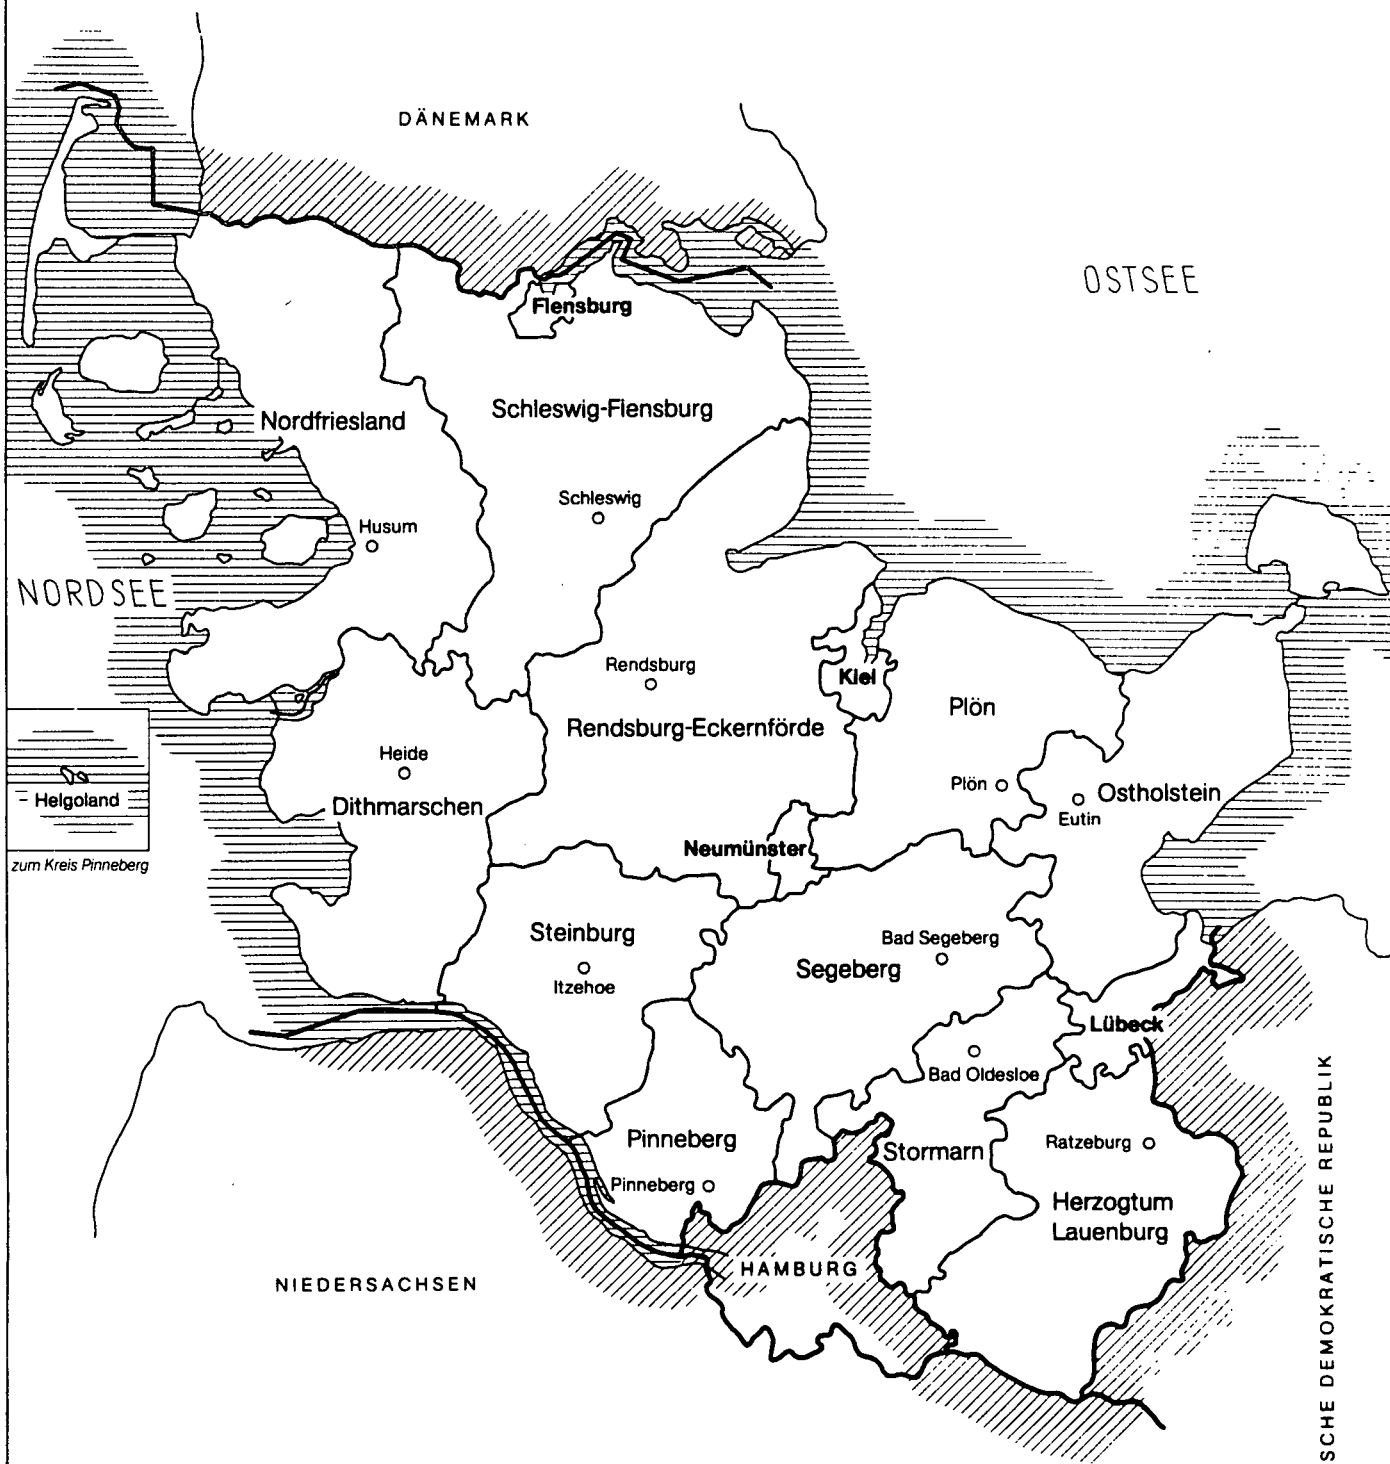 DÄNEMARK
OSTSEE
Flensburg
Schleswig-Flensburg
Nordfriesland
Schleswig
Husum
NORDSEE
Rendsburg
Kiel
Plön
Rendsburg-Eckernförde
Heide
Plön
Ostholstein
Helgoland
Dithmarschen
Eutin
Neumünster
zum Kreis Pinneberg
Steinburg
Bad Segeberg
Segeberg
Itzehoe
Lübeck
Bad Oldesloe
Pinneberg
Stormarn
Ratzeburg
Pinneberg
Herzogtum
Lauenburg
HAMBURG
NIEDERSACHSEN
SCHE DEMOKRATISCHE REPUBLIK